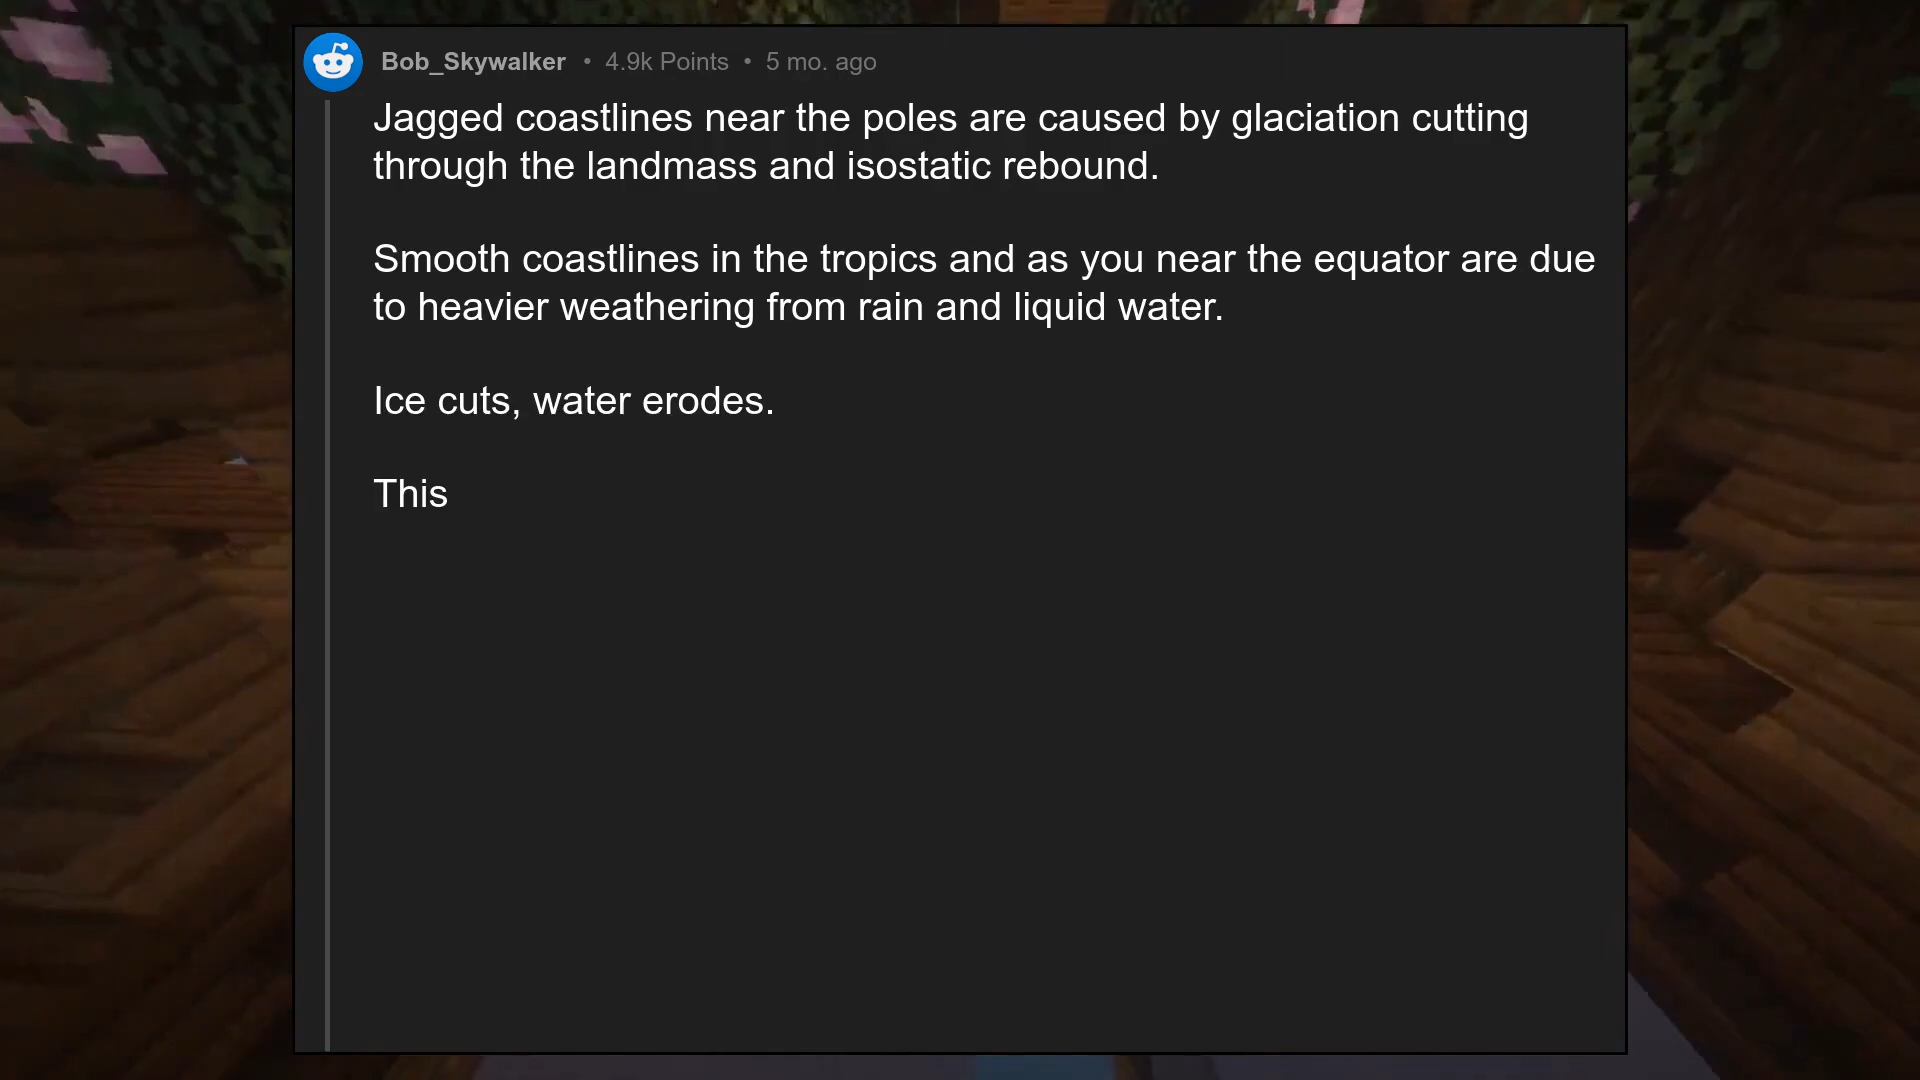 Bob_Skywalker • 4.9k Points • 5 mo. ago
Jagged coastlines near the poles are caused by glaciation cutting
through the landmass and isostatic rebound.
Smooth coastlines in the tropics and as you near the equator are due
to heavier weathering from rain and liquid water.
Ice cuts, water erodes.
This